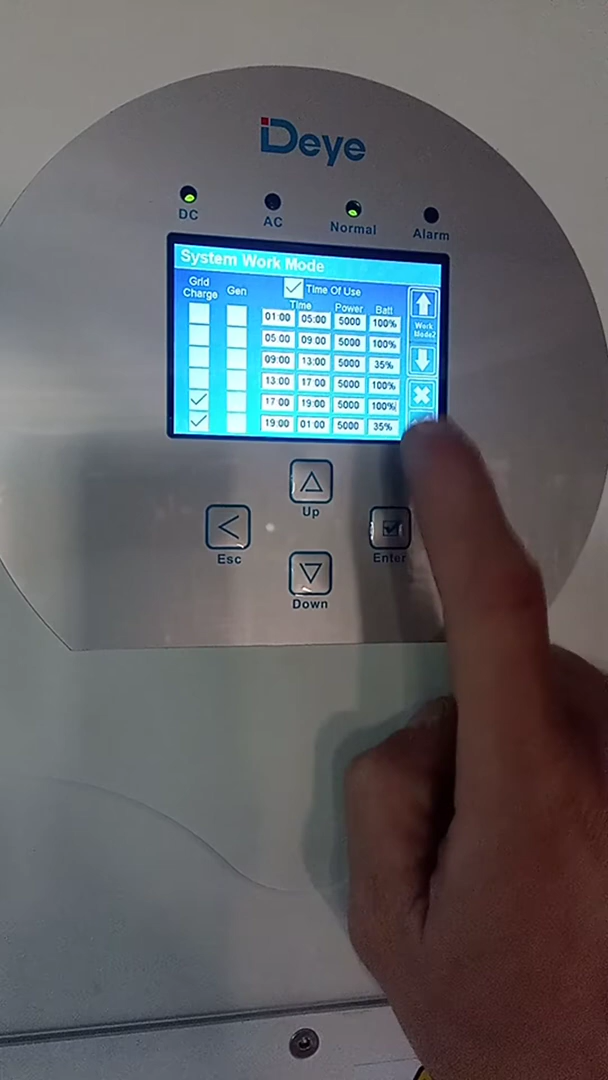 Deye
DC AC Normal Alarm
System Work Mode
Grid Charge Gen Time Of Use
Time Power Batt
01:00 05:00 5000 100%
05:00 09:00 5000 100%
09:00 13:00 5000 35%
13:00 17:00 5000 100%
17:00 19:00 5000 100%
19:00 01:00 5000 35%
Work
Mode2
Up
Esc Enter
Down